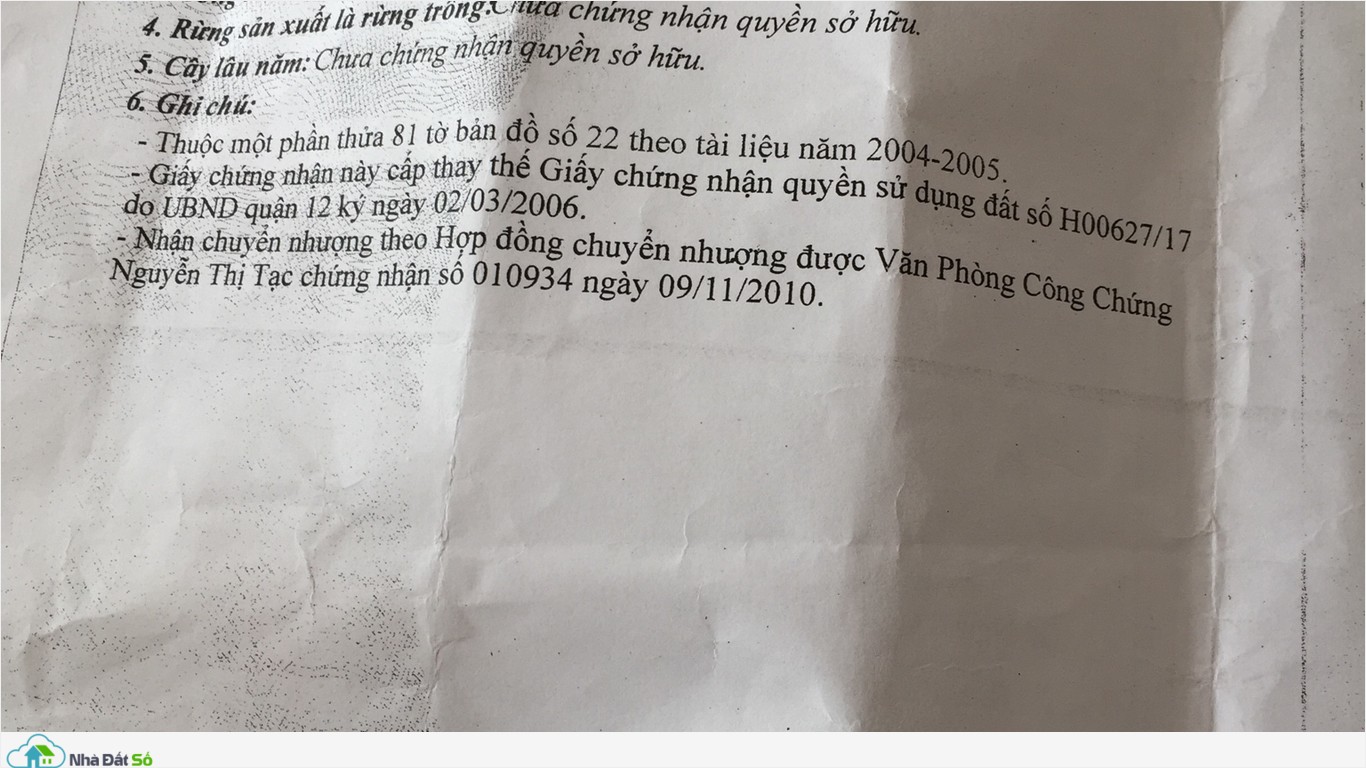 4. Rừng sản xuất là rừng trồng:Chưa chứng nhận quyền sở hữu.
5. Cây lâu năm: Chưa chứng nhận quyền sở hữu.
6. Ghi chú:
- Thuộc một phần thửa 81 tờ bản đồ số 22 theo tài liệu năm 2004-2005.
- Giấy chứng nhận này cấp thay thế Giấy chứng nhận quyền sử dụng đất số H00627/17
do UBND quận 12 ký ngày 02/03/2006.
- Nhận chuyển nhượng theo Hợp đồng chuyển nhượng được Văn Phòng Công Chứng
Nguyễn Thị Tạc chứng nhận số 010934 ngày 09/11/2010.
Nhà Đất Số